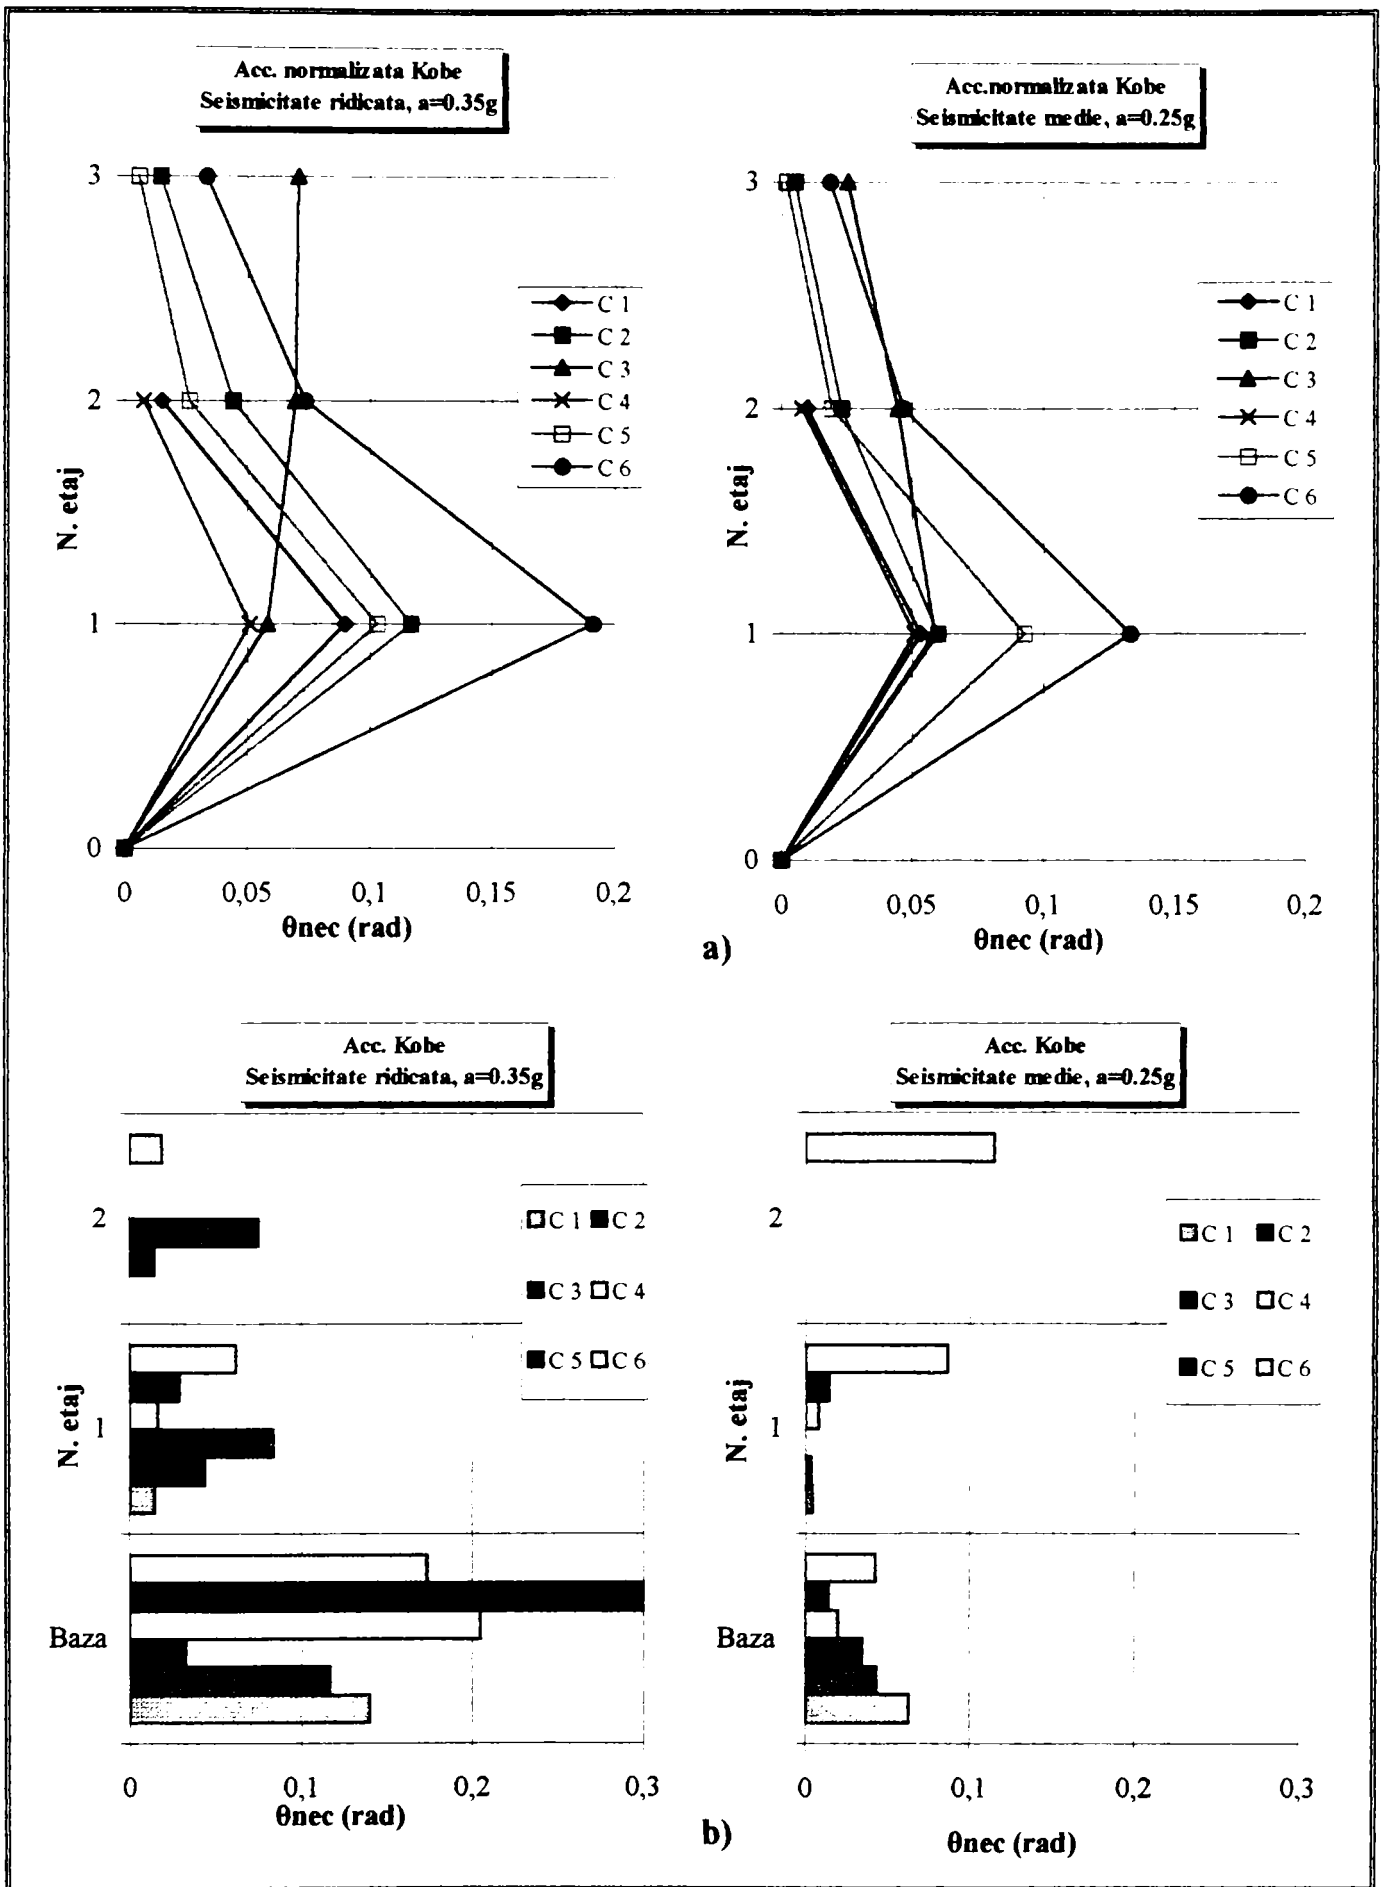 Acc. normalizata Kobe
Seismicitate ridicata, a=0.35g
3
2
1
0
N. etaj
C 1
C 2
C 3
C 4
C 5
C 6
0 0,05 0,1 0,15 0,2
θnec (rad)
Acc.normalizata Kobe
Seismicitate medie, a=0.25g
3
2
1
0
N. etaj
C 1
C 2
C 3
C 4
C 5
C 6
0 0,05 0,1 0,15 0,2
θnec (rad)
a)
Acc. Kobe
Seismicitate ridicata, a=0.35g
2
1
Baza
N. etaj
C 1 C 2
C 3 C 4
C 5 C 6
0 0,1 0,2 0,3
θnec (rad)
Acc. Kobe
Seismicitate medie, a=0.25g
2
1
Baza
N. etaj
C 1 C 2
C 3 C 4
C 5 C 6
0 0,1 0,2 0,3
θnec (rad)
b)